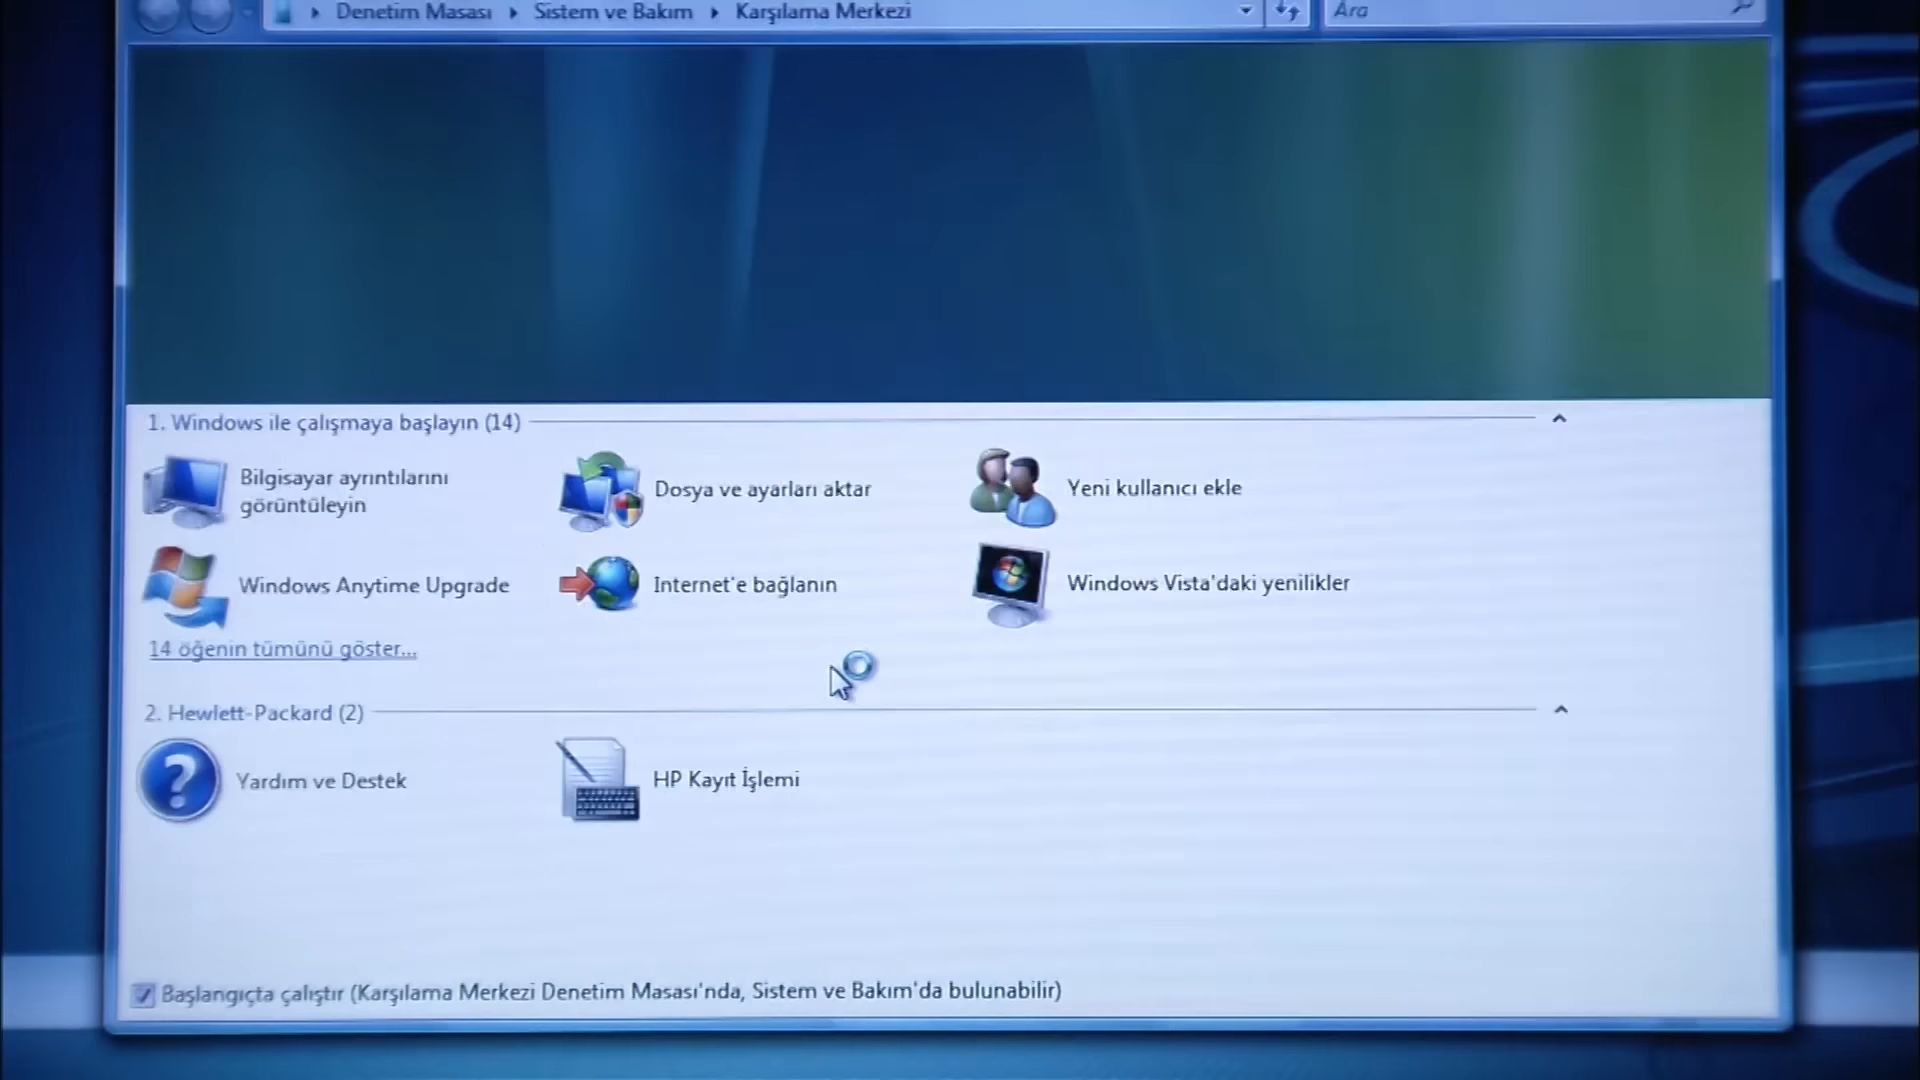 Denetim Masası Sistem ve Bakım Karşılama Merkezi
Ara
1. Windows ile çalışmaya başlayın (14)
Bilgisayar ayrıntılarını
görüntüleyin
Dosya ve ayarları aktar
Yeni kullanıcı ekle
Windows Anytime Upgrade
Internet'e bağlanın
Windows Vista'daki yenilikler
14 öğenin tümünü göster...
2. Hewlett-Packard (2)
Yardım ve Destek
HP Kayıt İşlemi
Başlangıçta çalıştır (Karşılama Merkezi Denetim Masası'nda, Sistem ve Bakım'da bulunabilir)